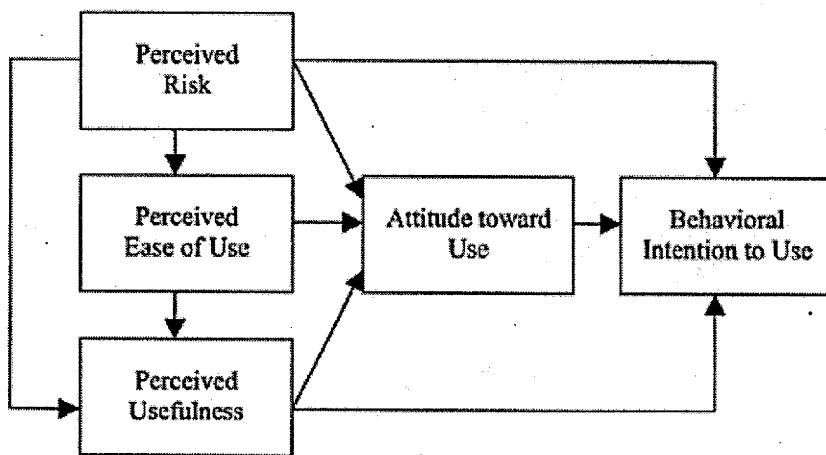 Perceived
Risk
Perceived
Ease of Use
Attitude toward
Use
Behavioral
Intention to Use
Perceived
Usefulness